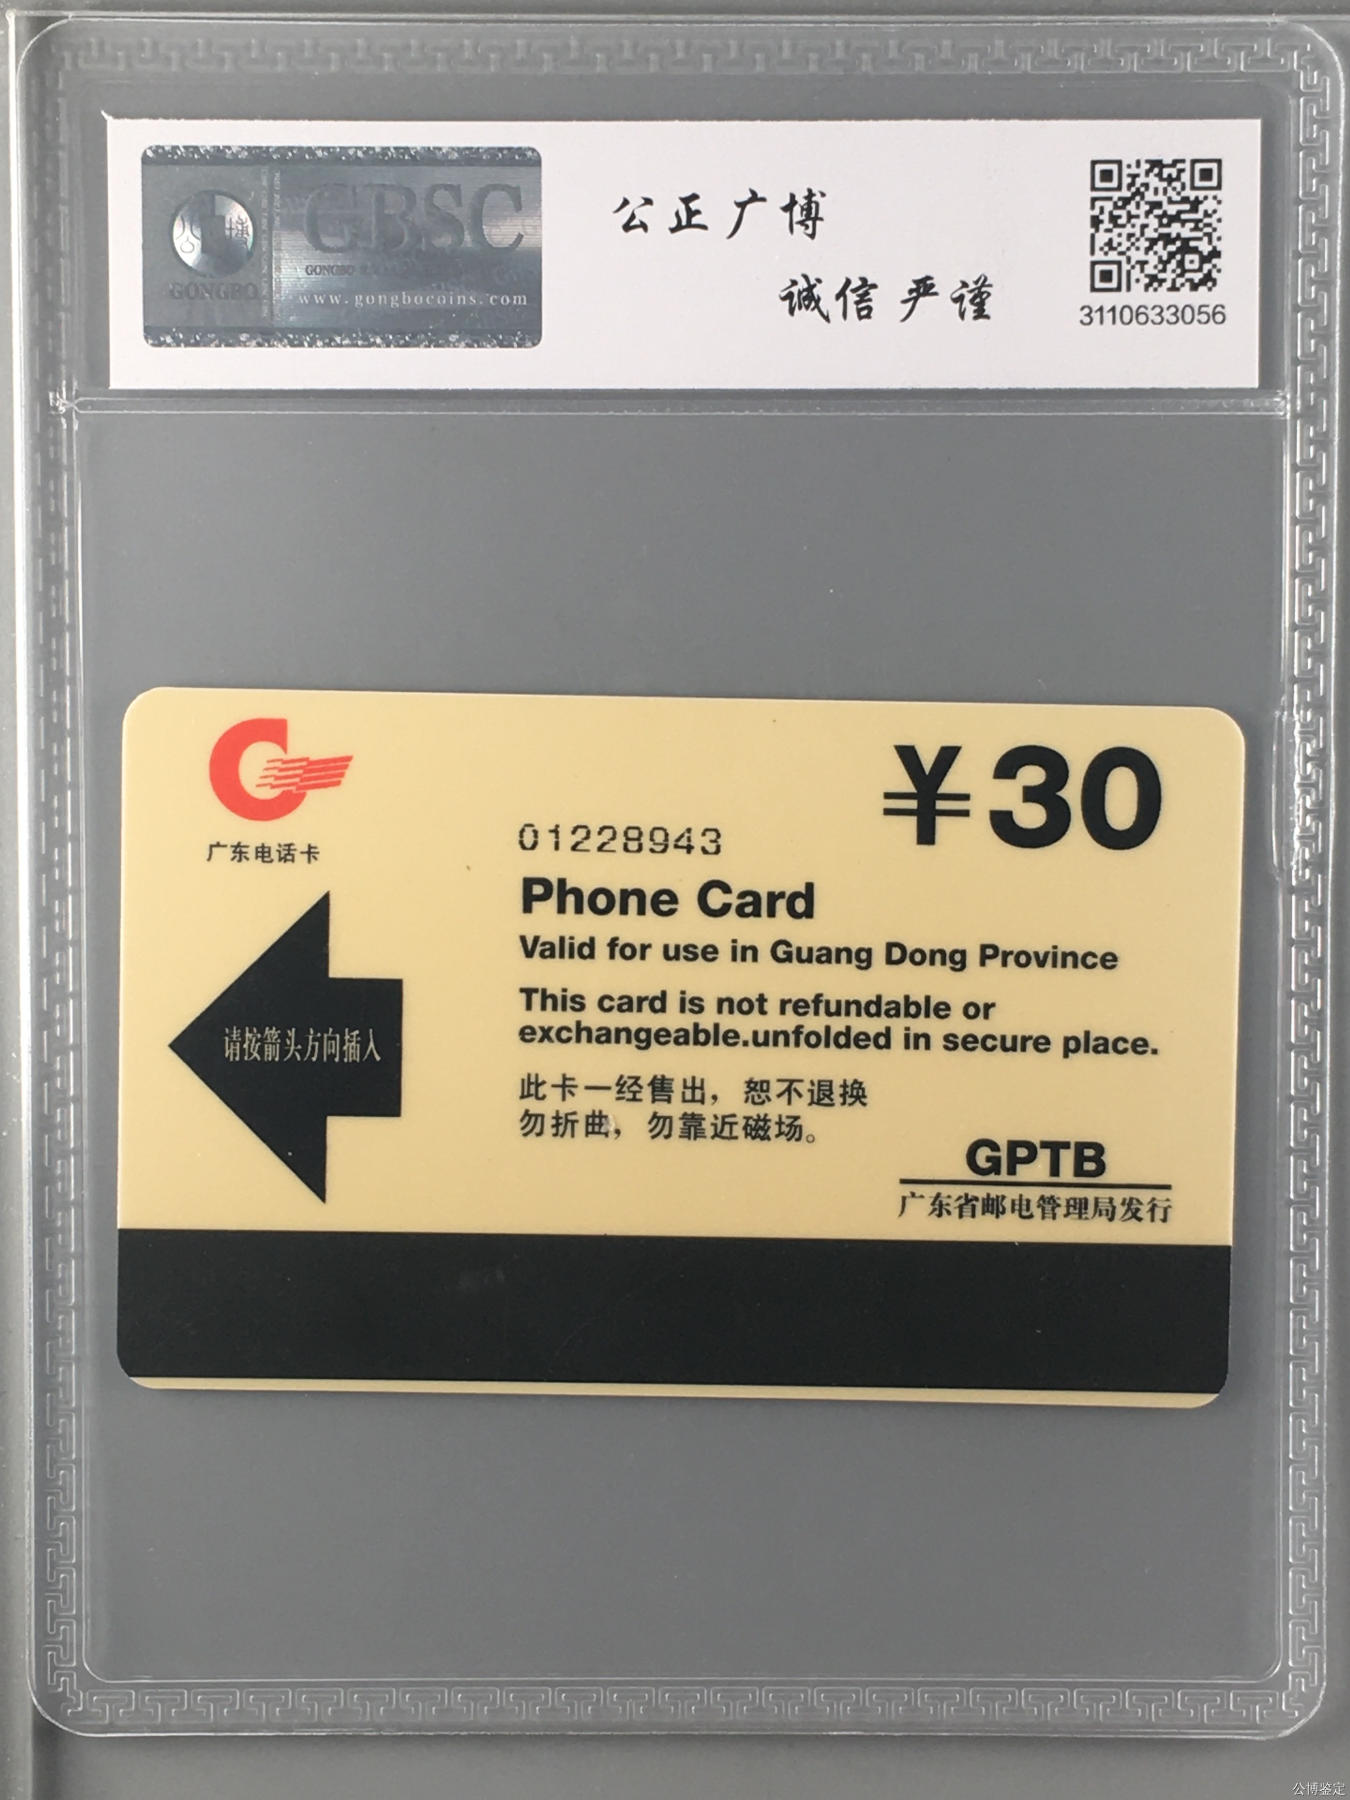 GBSC
GONGBO
www.gongbocoins.com
公正广博
诚信严谨
3110633056
广东电话卡
¥30
01228943
Phone Card
Valid for use in Guang Dong Province
This card is not refundable or
exchangeable.unfolded in secure place.
请按箭头方向插入
此卡一经售出，恕不退换
勿折曲，勿靠近磁场。
GPTB
广东省邮电管理局发行
公博鉴定